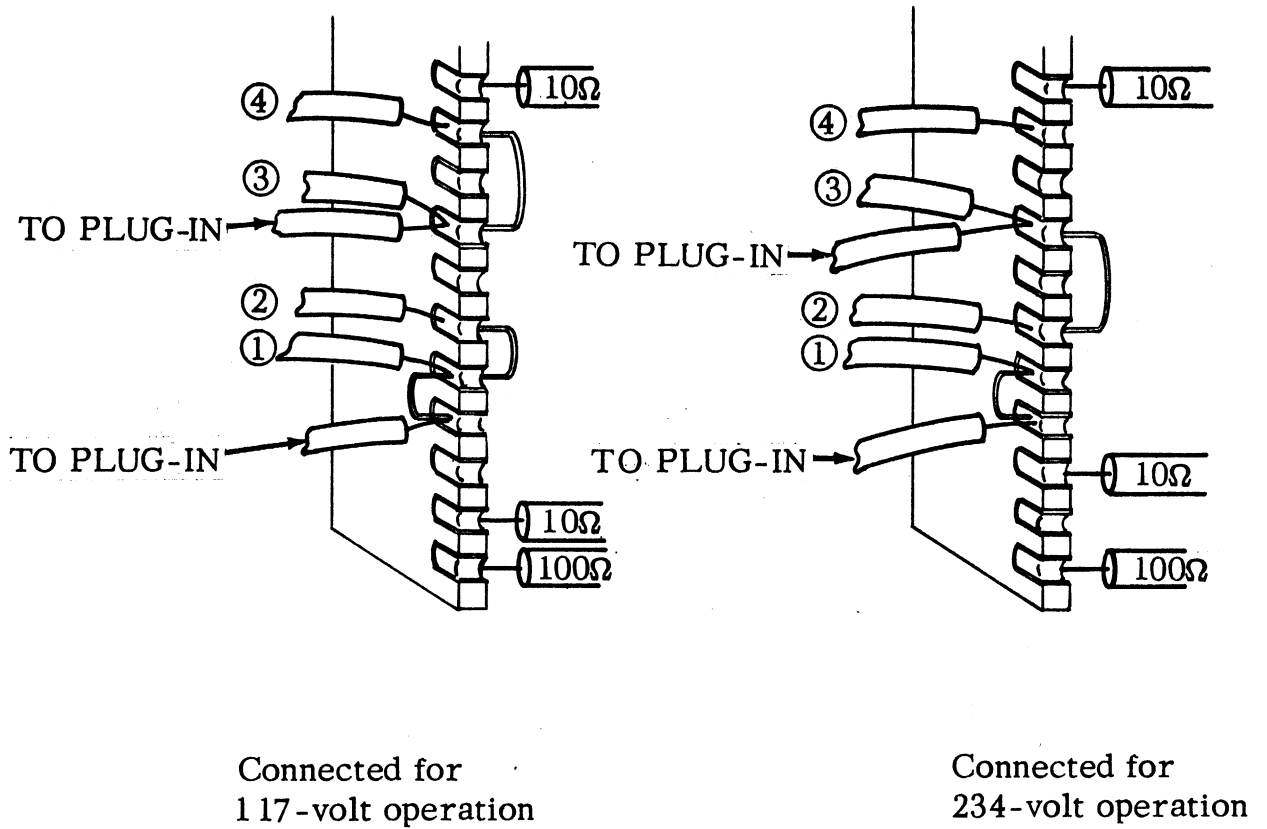 ④
③
TO PLUG-IN
②
①
TO PLUG-IN
10Ω
10Ω
100Ω
Connected for
117-volt operation
④
③
TO PLUG-IN
②
①
TO PLUG-IN
10Ω
10Ω
100Ω
Connected for
234-volt operation